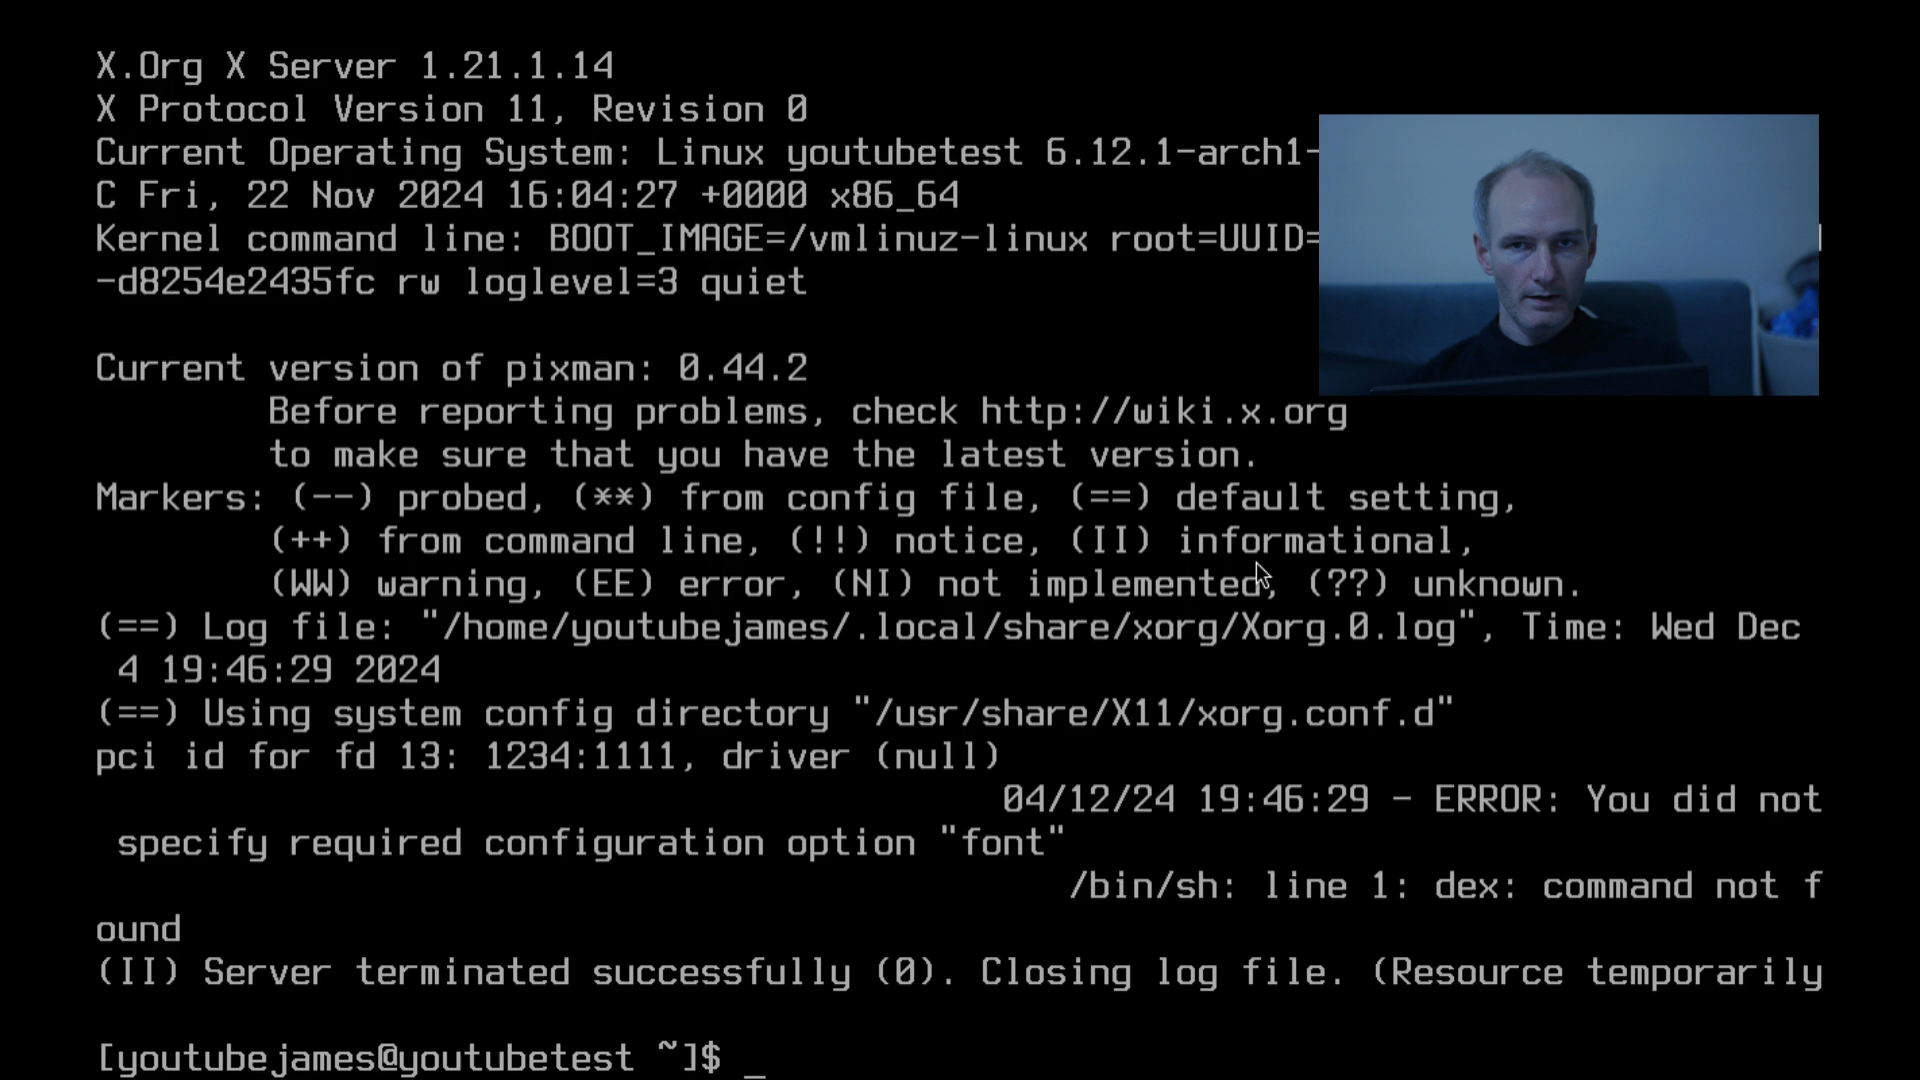 X.Org X Server 1.21.1.14
X Protocol Version 11, Revision 0
Current Operating System: Linux youtubetest 6.12.1-arch1-
C Fri, 22 Nov 2024 16:04:27 +0000 x86_64
Kernel command line: BOOT_IMAGE=/vmlinuz-linux root=UUID=
-d8254e2435fc rw loglevel=3 quiet
Current version of pixman: 0.44.2
Before reporting problems, check http://wiki.x.org
to make sure that you have the latest version.
Markers: (--) probed, (**) from config file, (==) default setting,
(++) from command line, (!!) notice, (II) informational,
(WW) warning, (EE) error, (NI) not implemented, (??) unknown.
(==) Log file: "/home/youtubejames/.local/share/xorg/Xorg.0.log", Time: Wed Dec
4 19:46:29 2024
(==) Using system config directory "/usr/share/X11/xorg.conf.d"
pci id for fd 13: 1234:1111, driver (null)
04/12/24 19:46:29 - ERROR: You did not
specify required configuration option "font"
/bin/sh: line 1: dex: command not f
ound
(II) Server terminated successfully (0). Closing log file. (Resource temporarily
[youtubejames@youtubetest ~]$ _